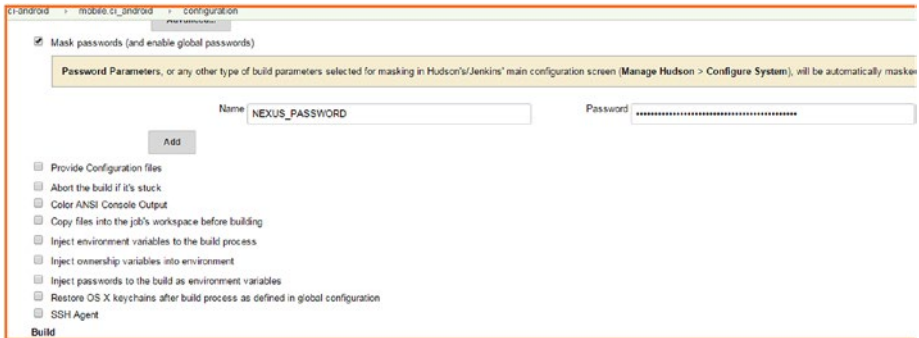 ci-android › mobile.ci_android › configuration
Advanced...
Mask passwords (and enable global passwords)
Password Parameters, or any other type of build parameters selected for masking in Hudson's/Jenkins' main configuration screen (Manage Hudson > Configure System), will be automatically maske
Name NEXUS_PASSWORD Password
Add
Provide Configuration files
Abort the build if it's stuck
Color ANSI Console Output
Copy files into the job's workspace before building
Inject environment variables to the build process
Inject ownership variables into environment
Inject passwords to the build as environment variables
Restore OS X keychains after build process as defined in global configuration
SSH Agent
Build